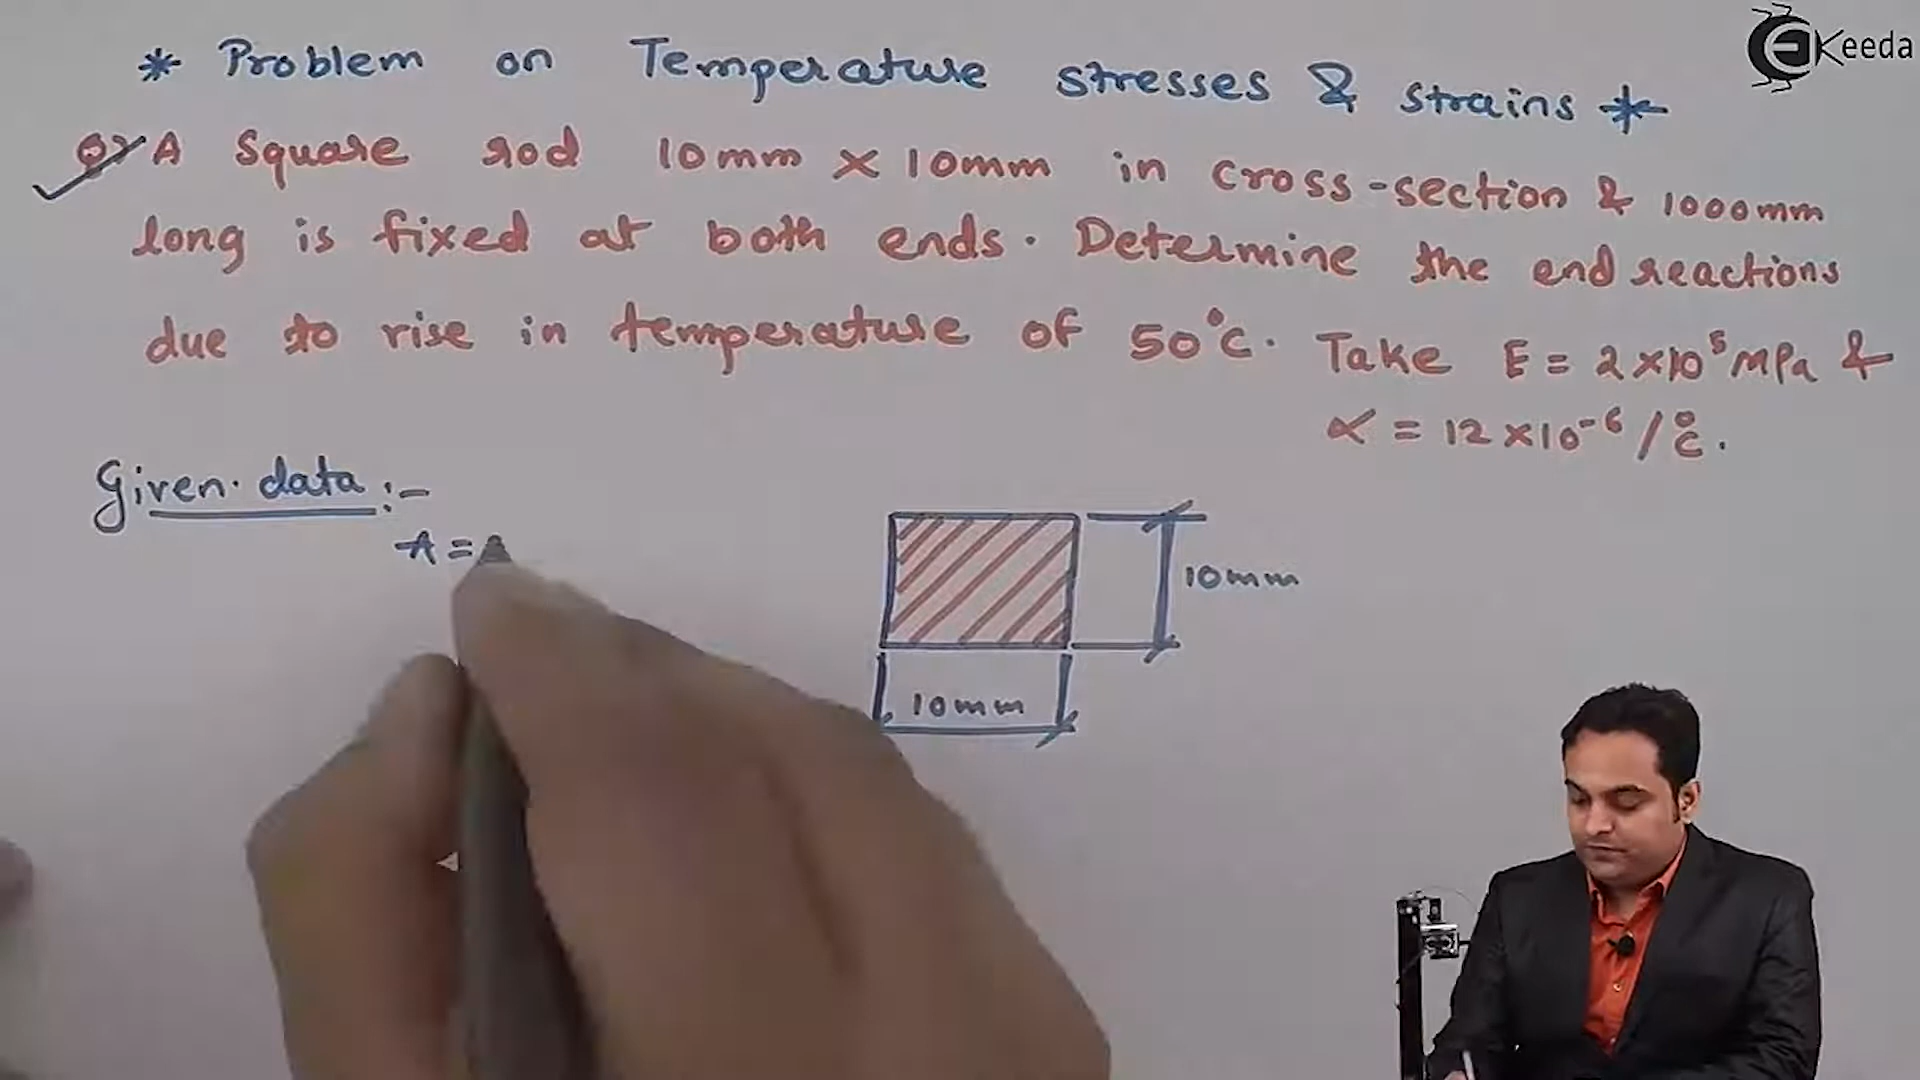 * Problem on Temperature stresses & strains *
Q> A square rod 10mm x 10mm in cross-section & 1000mm
long is fixed at both ends. Determine the end reactions
due to rise in temperature of 50°C. Take E = 2x10⁵ MPa &
α = 12x10⁻⁶/°C.
Given data:-
A =
10mm
10mm
Keeda